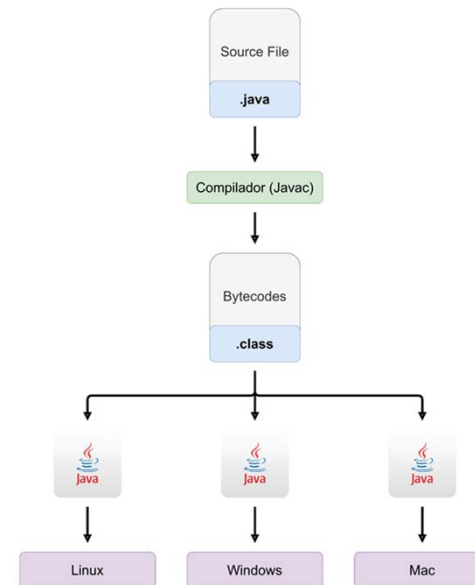 Source File
.java
Compilador (Javac)
Bytecodes
.class
Java
Java
Java
Linux
Windows
Mac